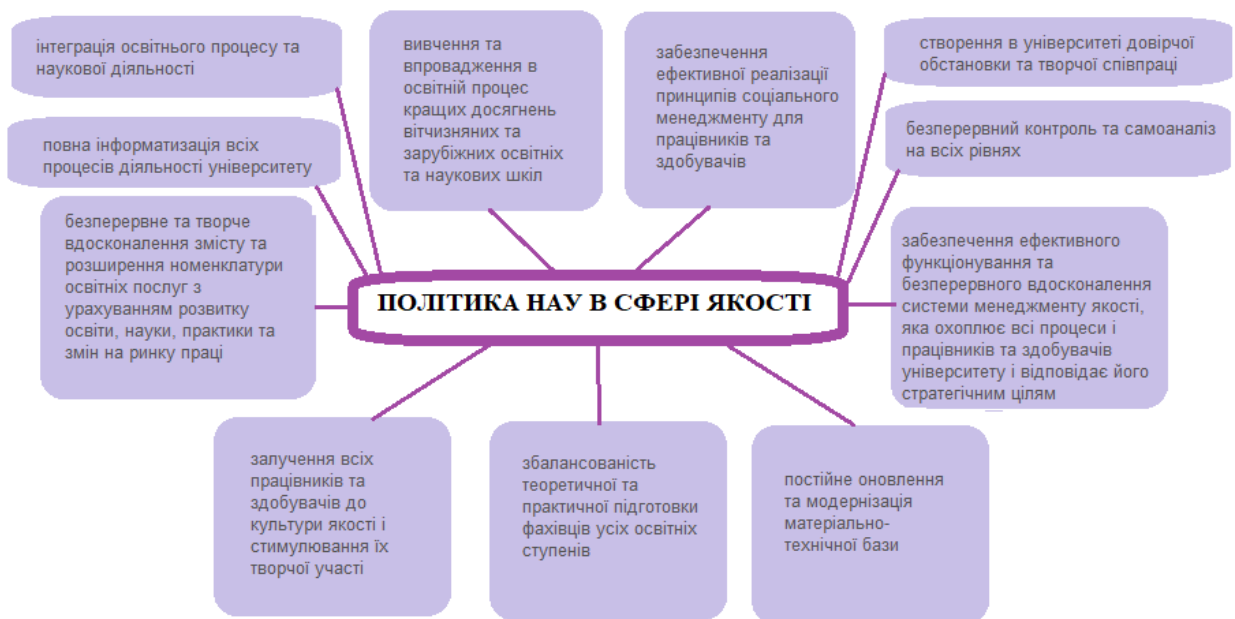 інтеграція освітнього процесу та
наукової діяльності
вивчення та
впровадження в
освітній процес
кращих досягнень
вітчизняних та
зарубіжних освітніх
та наукових шкіл
забезпечення
ефективної реалізації
принципів соціального
менеджменту для
працівників та
здобувачів
створення в університеті довірчої
обстановки та творчої співпраці
повна інформатизація всіх
процесів діяльності університету
безперервний контроль та самоаналіз
на всіх рівнях
безперервне та творче
вдосконалення змісту та
розширення номенклатури
освітніх послуг з
урахуванням розвитку
освіти, науки, практики та
змін на ринку праці
ПОЛІТИКА НАУ В СФЕРІ ЯКОСТІ
забезпечення ефективного
функціонування та
безперервного вдосконалення
системи менеджменту якості,
яка охоплює всі процеси і
працівників та здобувачів
університету і відповідає його
стратегічним цілям
залучення всіх
працівників та
здобувачів до
культури якості і
стимулювання їх
творчої участі
збалансованість
теоретичної та
практичної підготовки
фахівців усіх освітніх
ступенів
постійне оновлення
та модернізація
матеріально-
технічної бази